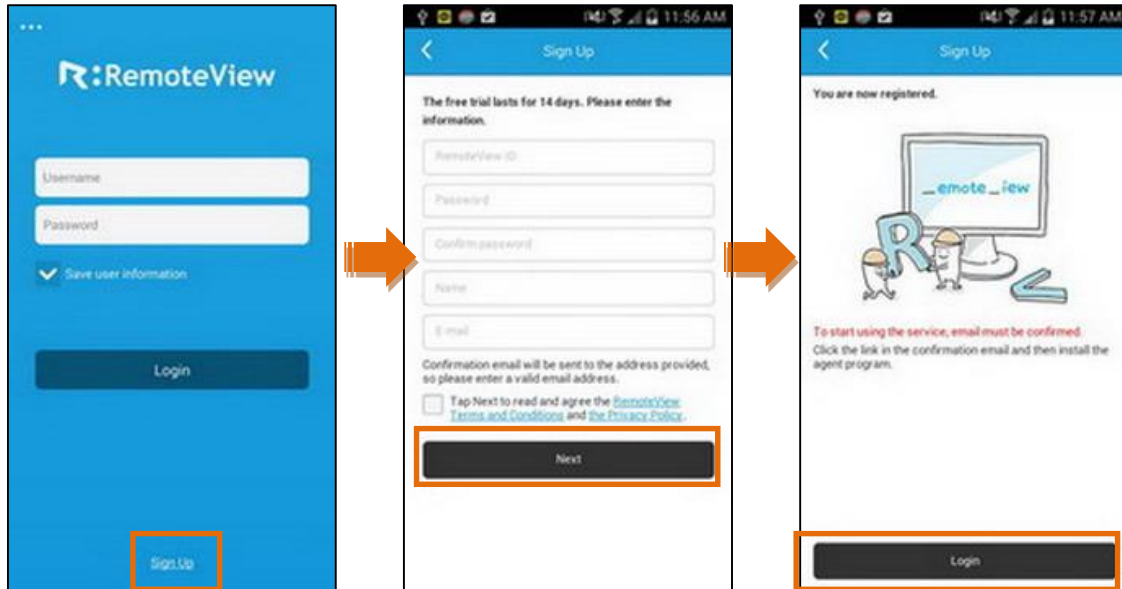 ...
R:RemoteView
Username
Password
Save user information
Login
Sign Up
11:56 AM
Sign Up
The free trial lasts for 14 days. Please enter the
information.
RemoteView ID
Password
Confirm password
Name
E-mail
Confirmation email will be sent to the address provided,
so please enter a valid email address.
Tap Next to read and agree the RemoteView
Terms and Conditions and the Privacy Policy.
Next
11:57 AM
Sign Up
You are now registered.
_emote_iew
R
V
To start using the service, email must be confirmed.
Click the link in the confirmation email and then install the
agent program.
Login